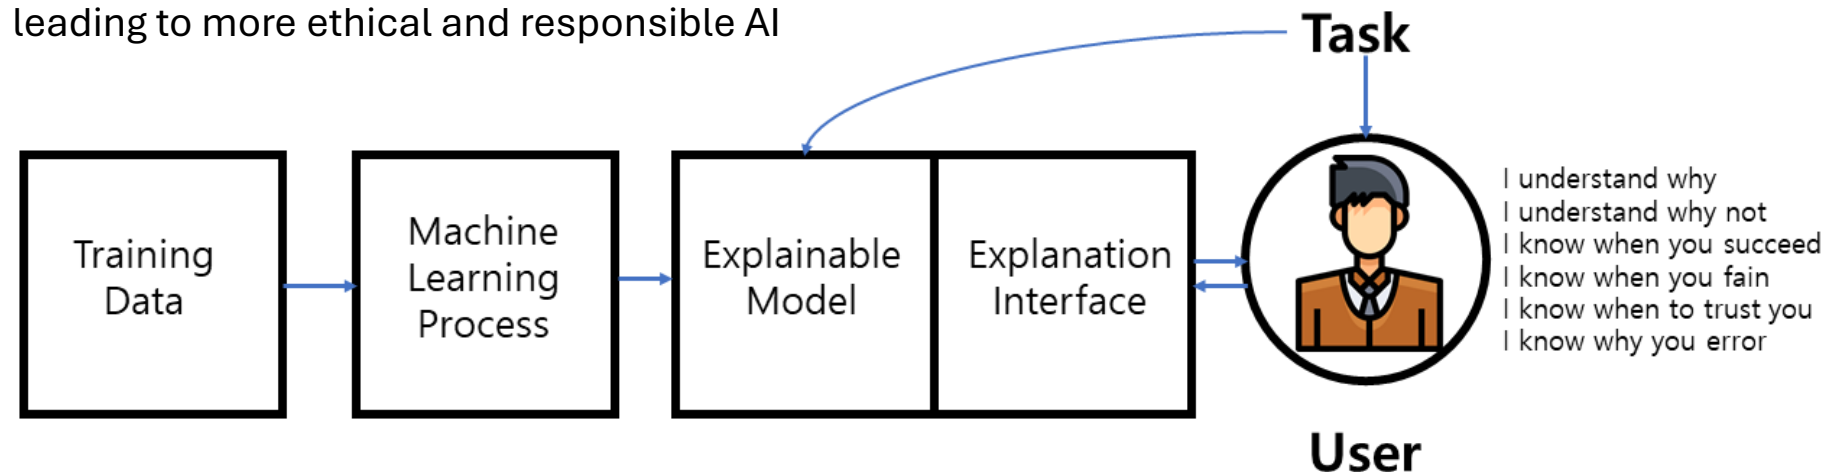 leading to more ethical and responsible AI
Task
Training
Data
Machine
Learning
Process
Explainable
Model
Explanation
Interface
I understand why
I understand why not
I know when you succeed
I know when you fain
I know when to trust you
I know why you error
User